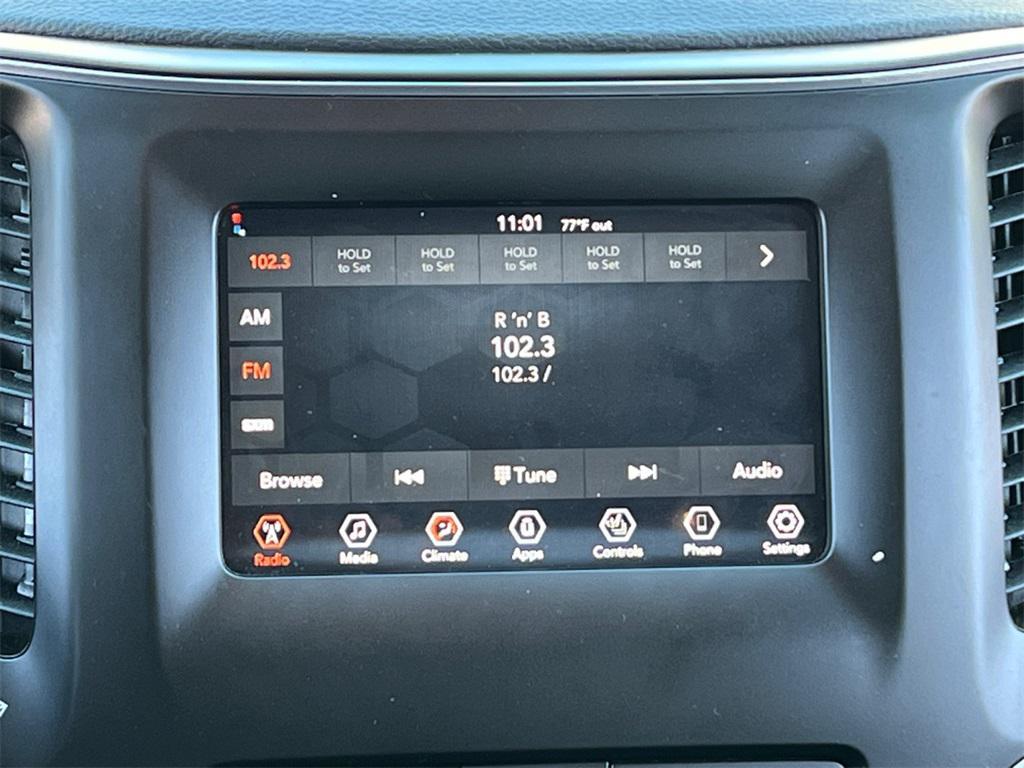 11:01 77°F out
102.3 HOLD to Set HOLD to Set HOLD to Set HOLD to Set HOLD to Set
AM
R 'n' B
102.3
FM
102.3 /
Browse Tune Audio
Radio Media Climate Apps Controls Phone Settings